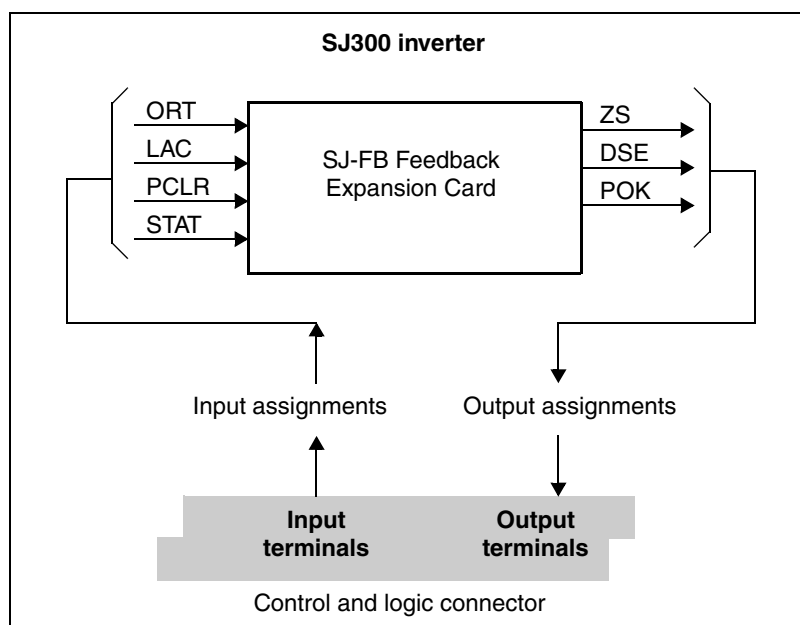 SJ300 inverter
ORT
LAC
PCLR
STAT
SJ-FB Feedback
Expansion Card
ZS
DSE
POK
Input assignments
Output assignments
Input
terminals
Output
terminals
Control and logic connector